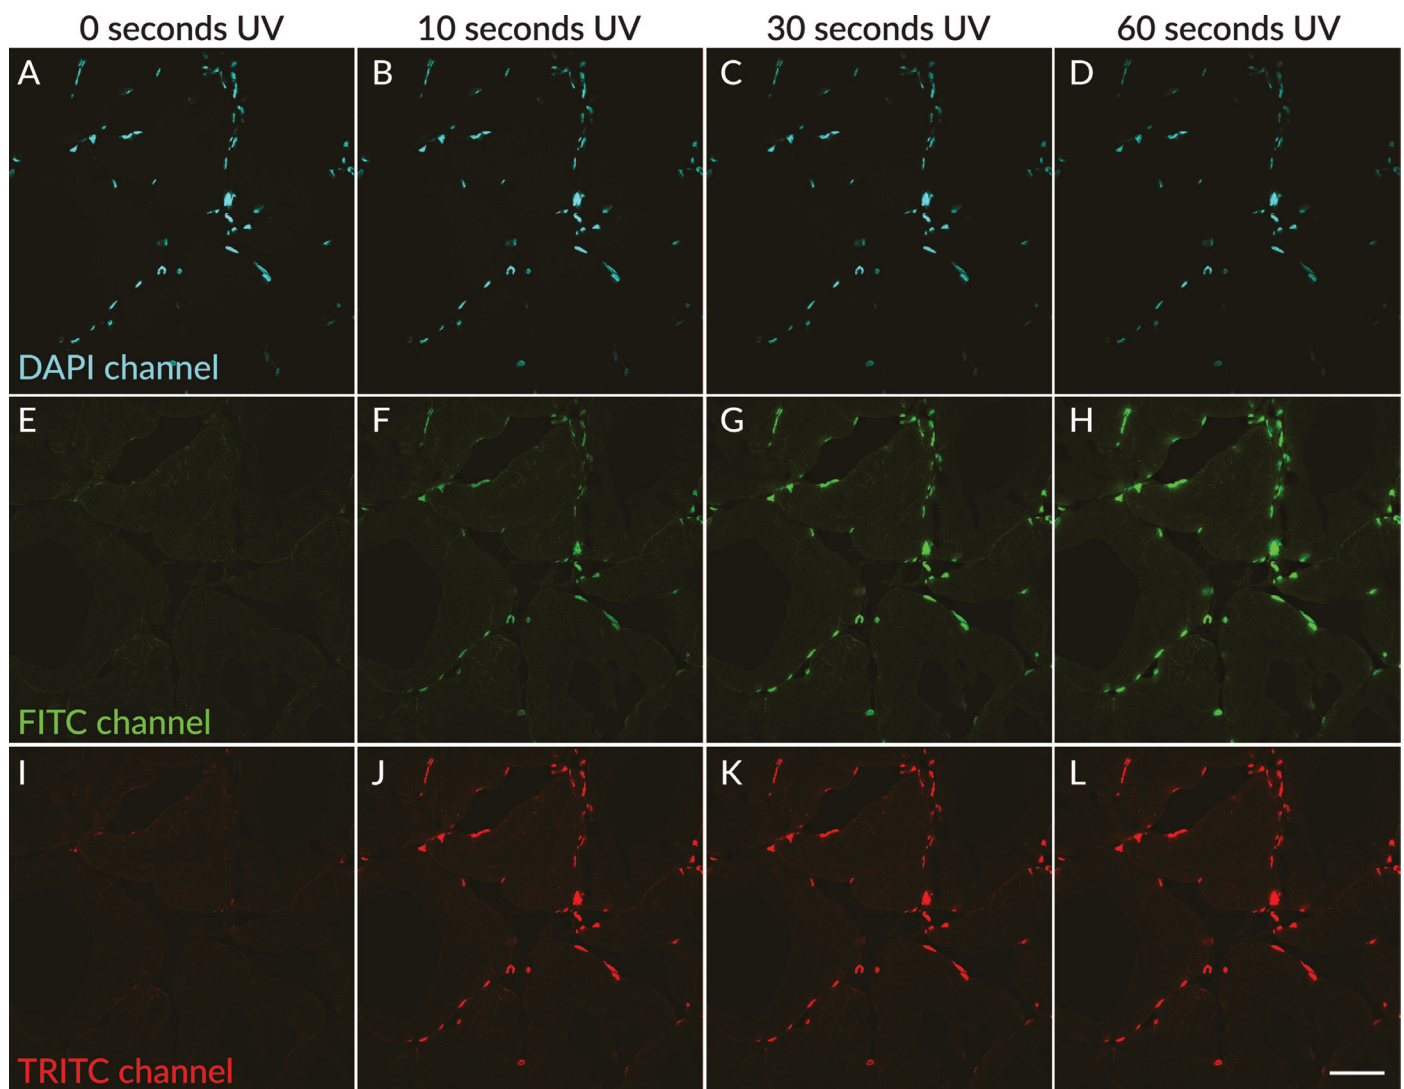 0 seconds UV 10 seconds UV 30 seconds UV 60 seconds UV
A B C D
DAPI channel
E F G H
FITC channel
I J K L
TRITC channel